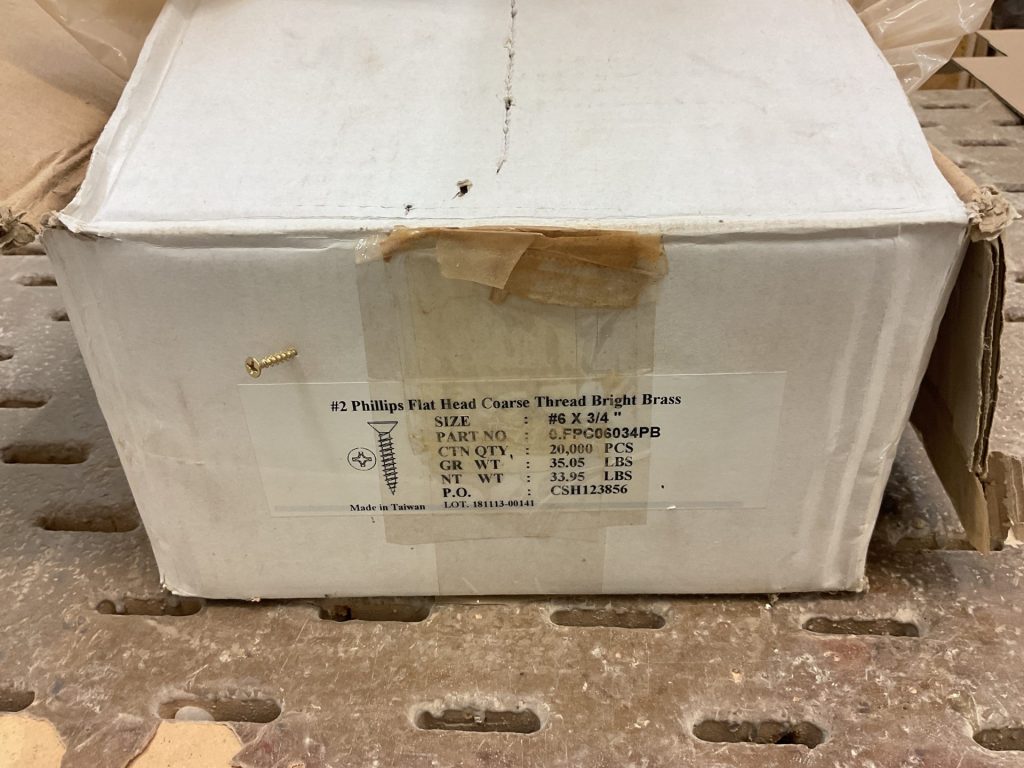 #2 Phillips Flat Head Coarse Thread Bright Brass
SIZE : #6 X 3/4 "
PART NO : 0.FPC06034PB
CTN QTY, : 20,000 PCS
GR WT : 35.05 LBS
NT WT : 33.95 LBS
P.O. : CSH123856
Made in Taiwan LOT. 181113-00141